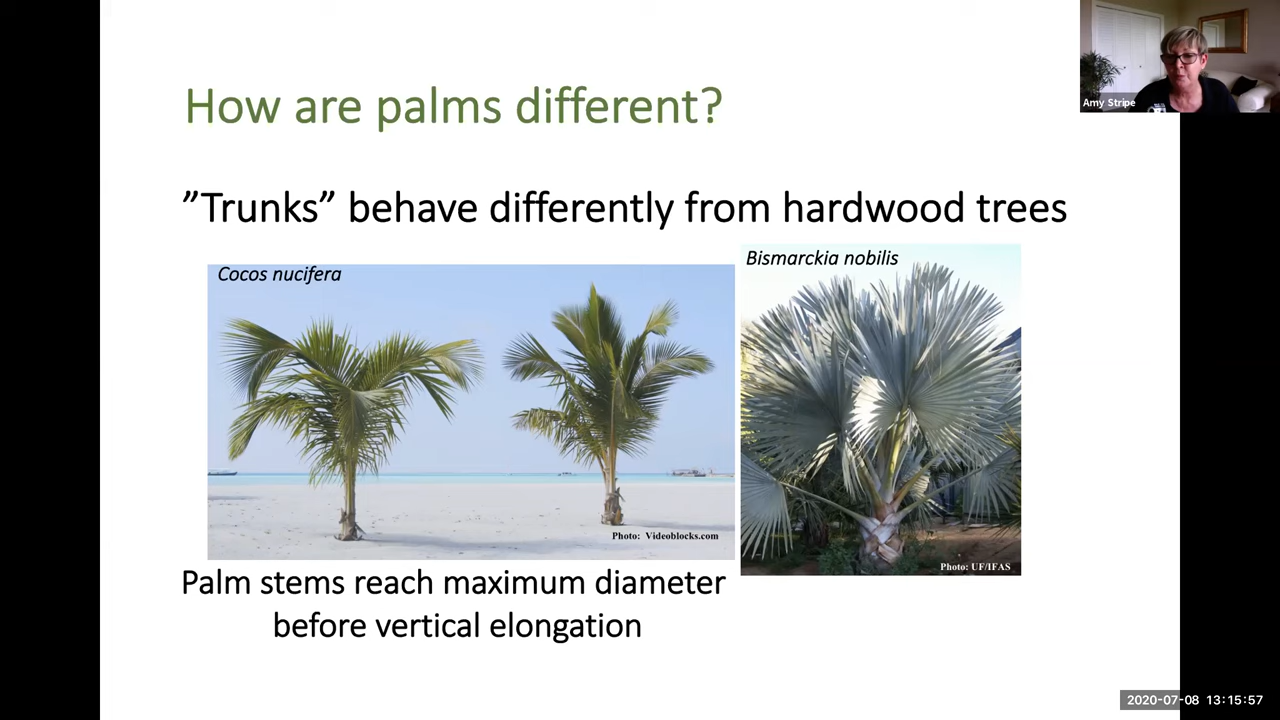 How are palms different?
”Trunks” behave differently from hardwood trees
Cocos nucifera
Bismarckia nobilis
Photo: Videoblocks.com
Photo: UF/IFAS
Palm stems reach maximum diameter
before vertical elongation
Amy Stripe
2020-07-08 13:15:57